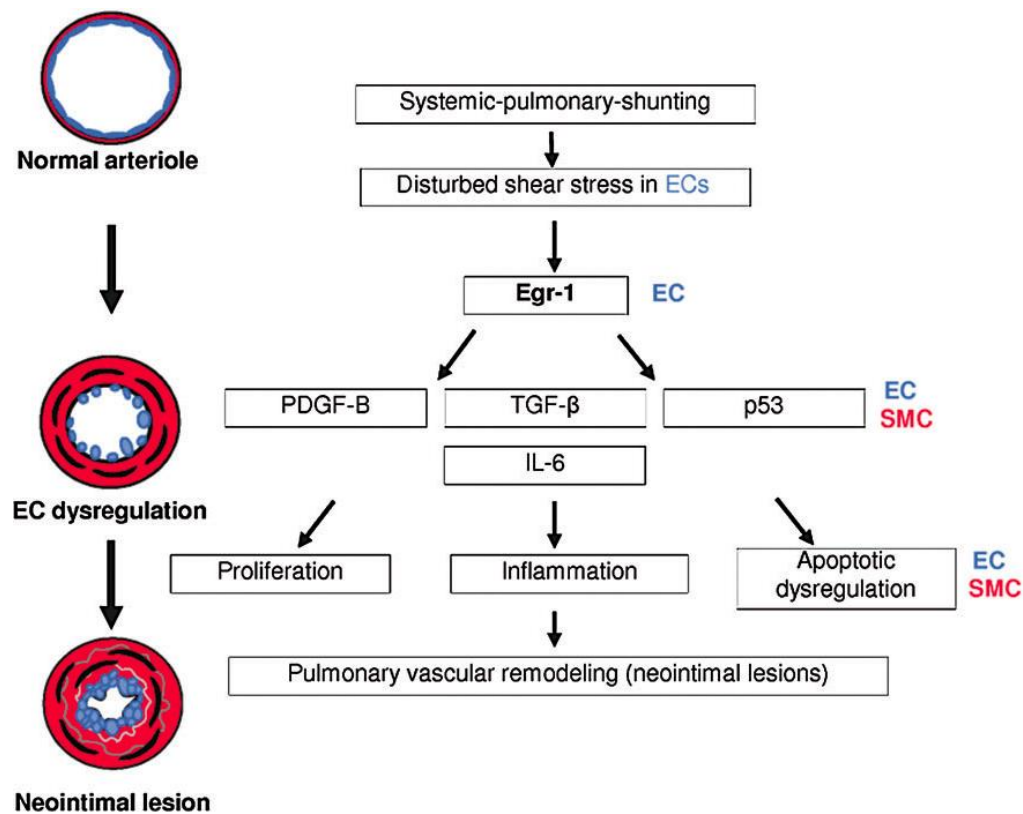 Normal arteriole
EC dysregulation
Neointimal lesion
Systemic-pulmonary-shunting
Disturbed shear stress in ECs
Egr-1 EC
PDGF-B TGF-β p53 EC
SMC
IL-6
Proliferation Inflammation Apoptotic EC
dysregulation SMC
Pulmonary vascular remodeling (neointimal lesions)